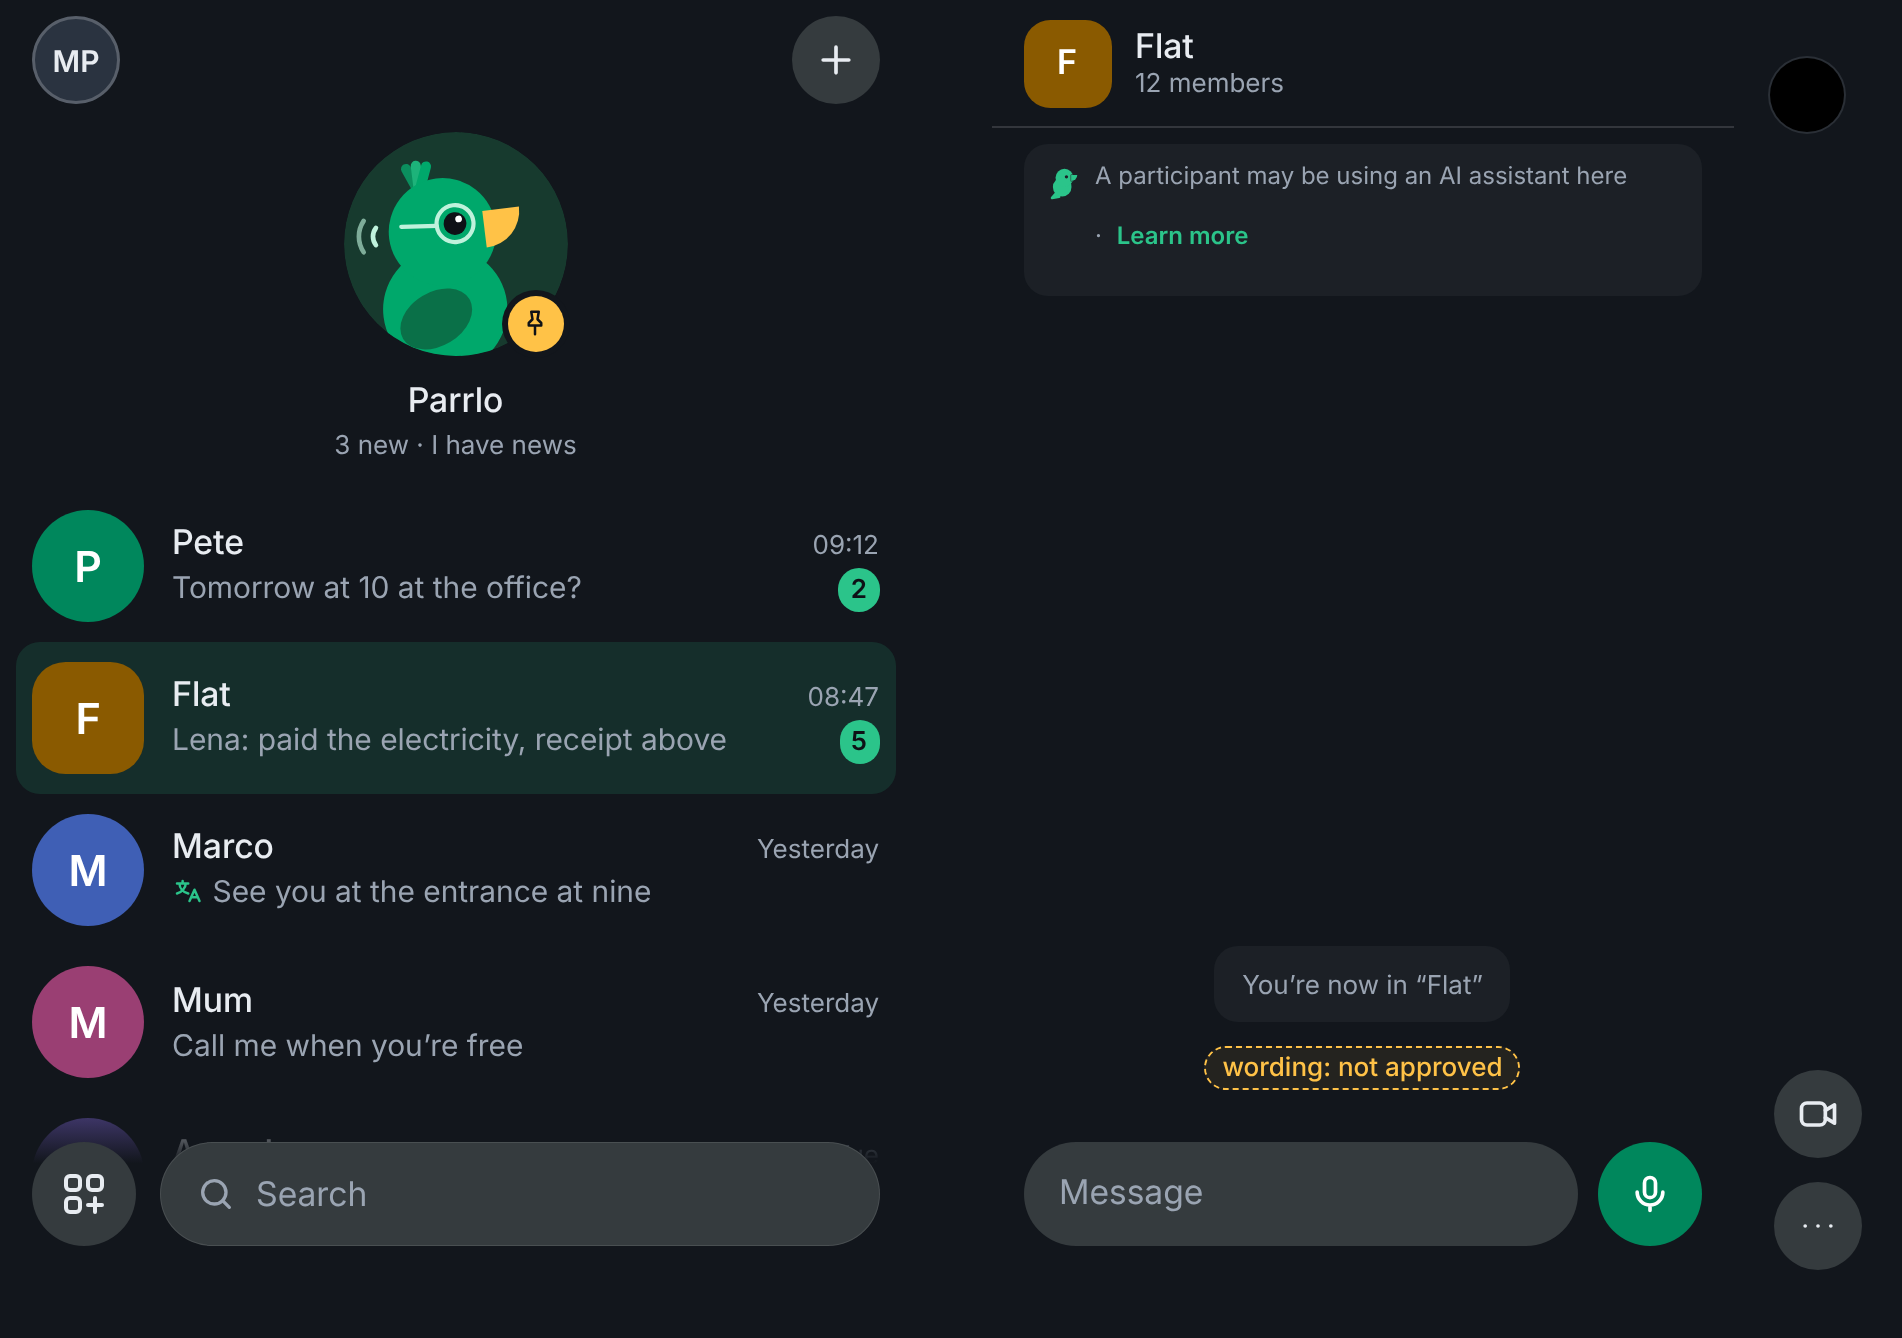 MP
Parrlo
3 new · I have news
P
Pete
09:12
Tomorrow at 10 at the office?
2
F
Flat
08:47
Lena: paid the electricity, receipt above
5
M
Marco
Yesterday
See you at the entrance at nine
M
Mum
Yesterday
Call me when you’re free
Search
F
Flat
12 members
A participant may be using an AI assistant here
· Learn more
You’re now in “Flat”
wording: not approved
Message